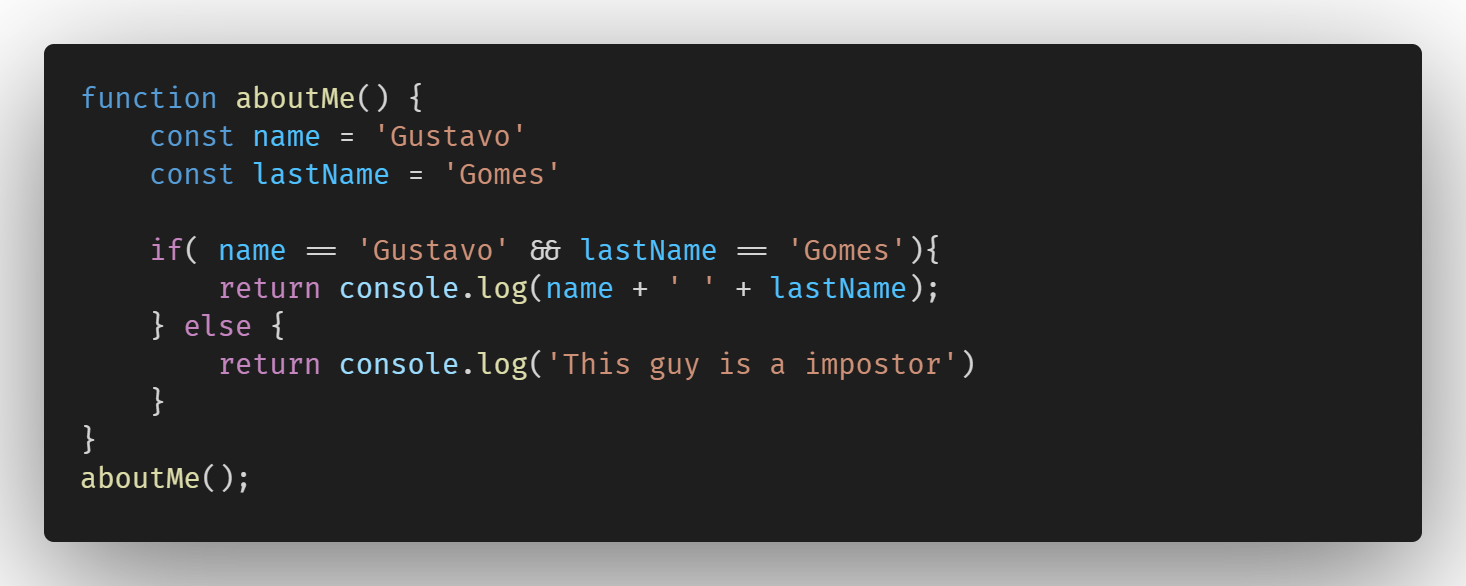 function aboutMe() {
    const name = 'Gustavo'
    const lastName = 'Gomes'

    if( name == 'Gustavo' && lastName == 'Gomes'){
        return console.log(name + ' ' + lastName);
    } else {
        return console.log('This guy is a impostor')
    }
}
aboutMe();